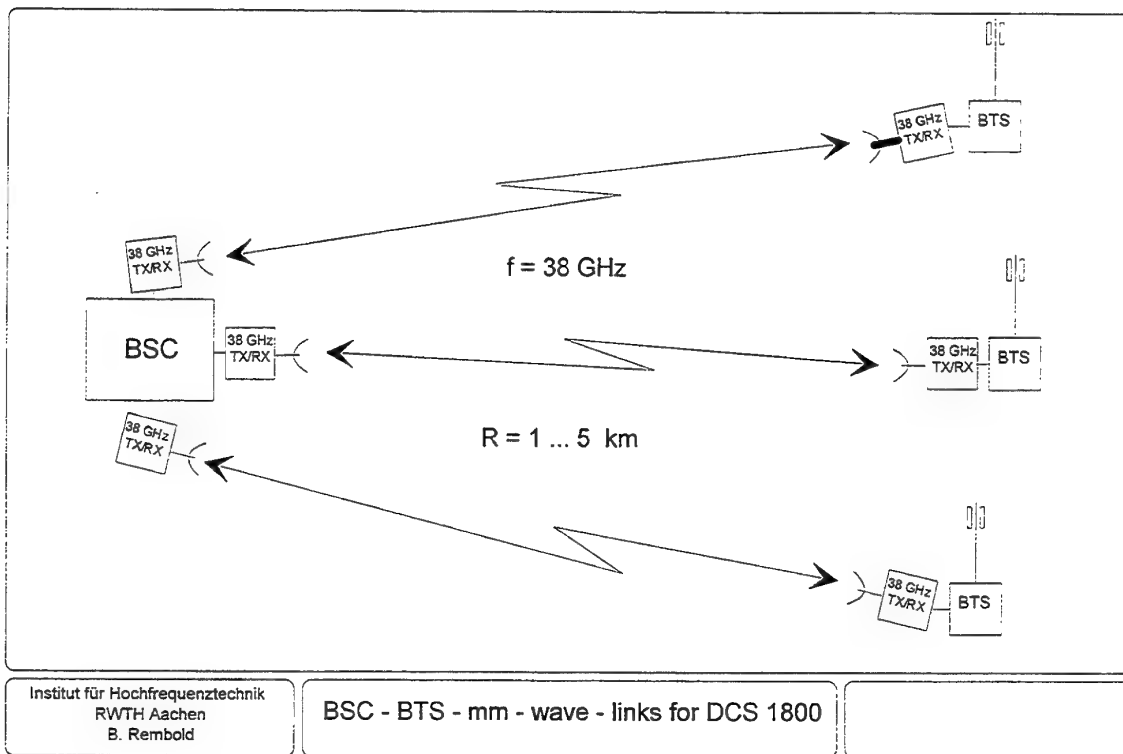 38 GHz
TX/RX
BTS
38 GHz
TX/RX
f = 38 GHz
BSC
38 GHz
TX/RX
38 GHz
TX/RX
BTS
R = 1 ... 5 km
38 GHz
TX/RX
38 GHz
TX/RX
BTS
Institut für Hochfrequenztechnik
RWTH Aachen
B. Rembold
BSC - BTS - mm - wave - links for DCS 1800